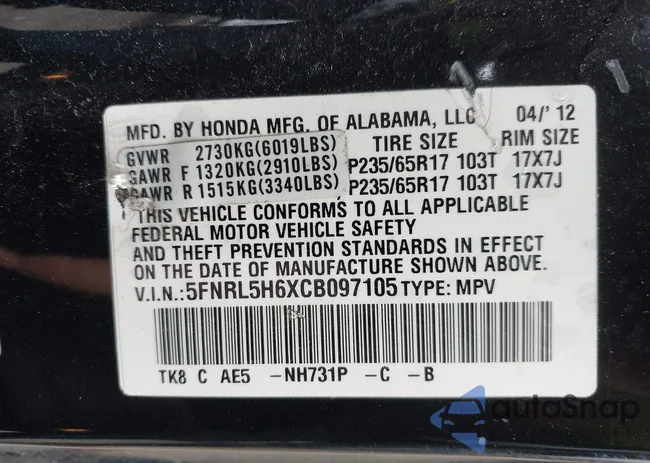 MFD. BY HONDA MFG. OF ALABAMA, LLC 04/' 12
GVWR 2730KG(6019LBS) TIRE SIZE RIM SIZE
GAWR F 1320KG(2910LBS) P235/65R17 103T 17X7J
GAWR R 1515KG(3340LBS) P235/65R17 103T 17X7J
THIS VEHICLE CONFORMS TO ALL APPLICABLE
FEDERAL MOTOR VEHICLE SAFETY
AND THEFT PREVENTION STANDARDS IN EFFECT
ON THE DATE OF MANUFACTURE SHOWN ABOVE.
V.I.N.:5FNRL5H6XCB097105 TYPE: MPV
TK8 C AE5 -NH731P -C -B
autoSnap